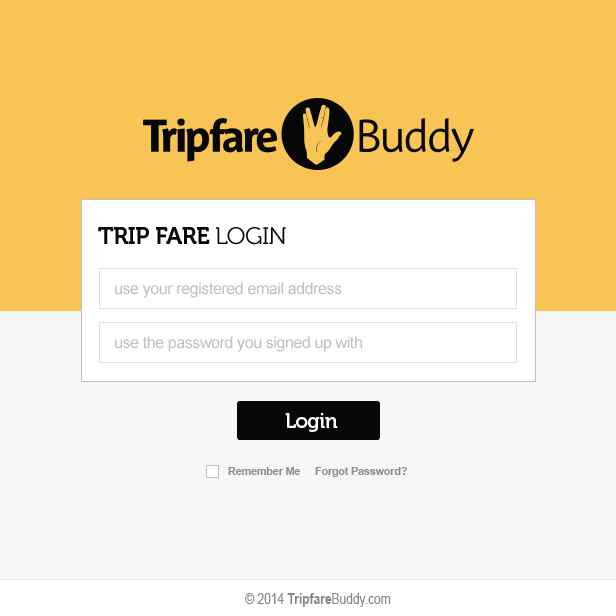 Tripfare Buddy
TRIP FARE LOGIN
use your registered email address
use the password you signed up with
Login
Remember Me Forgot Password?
© 2014 TripfareBuddy.com